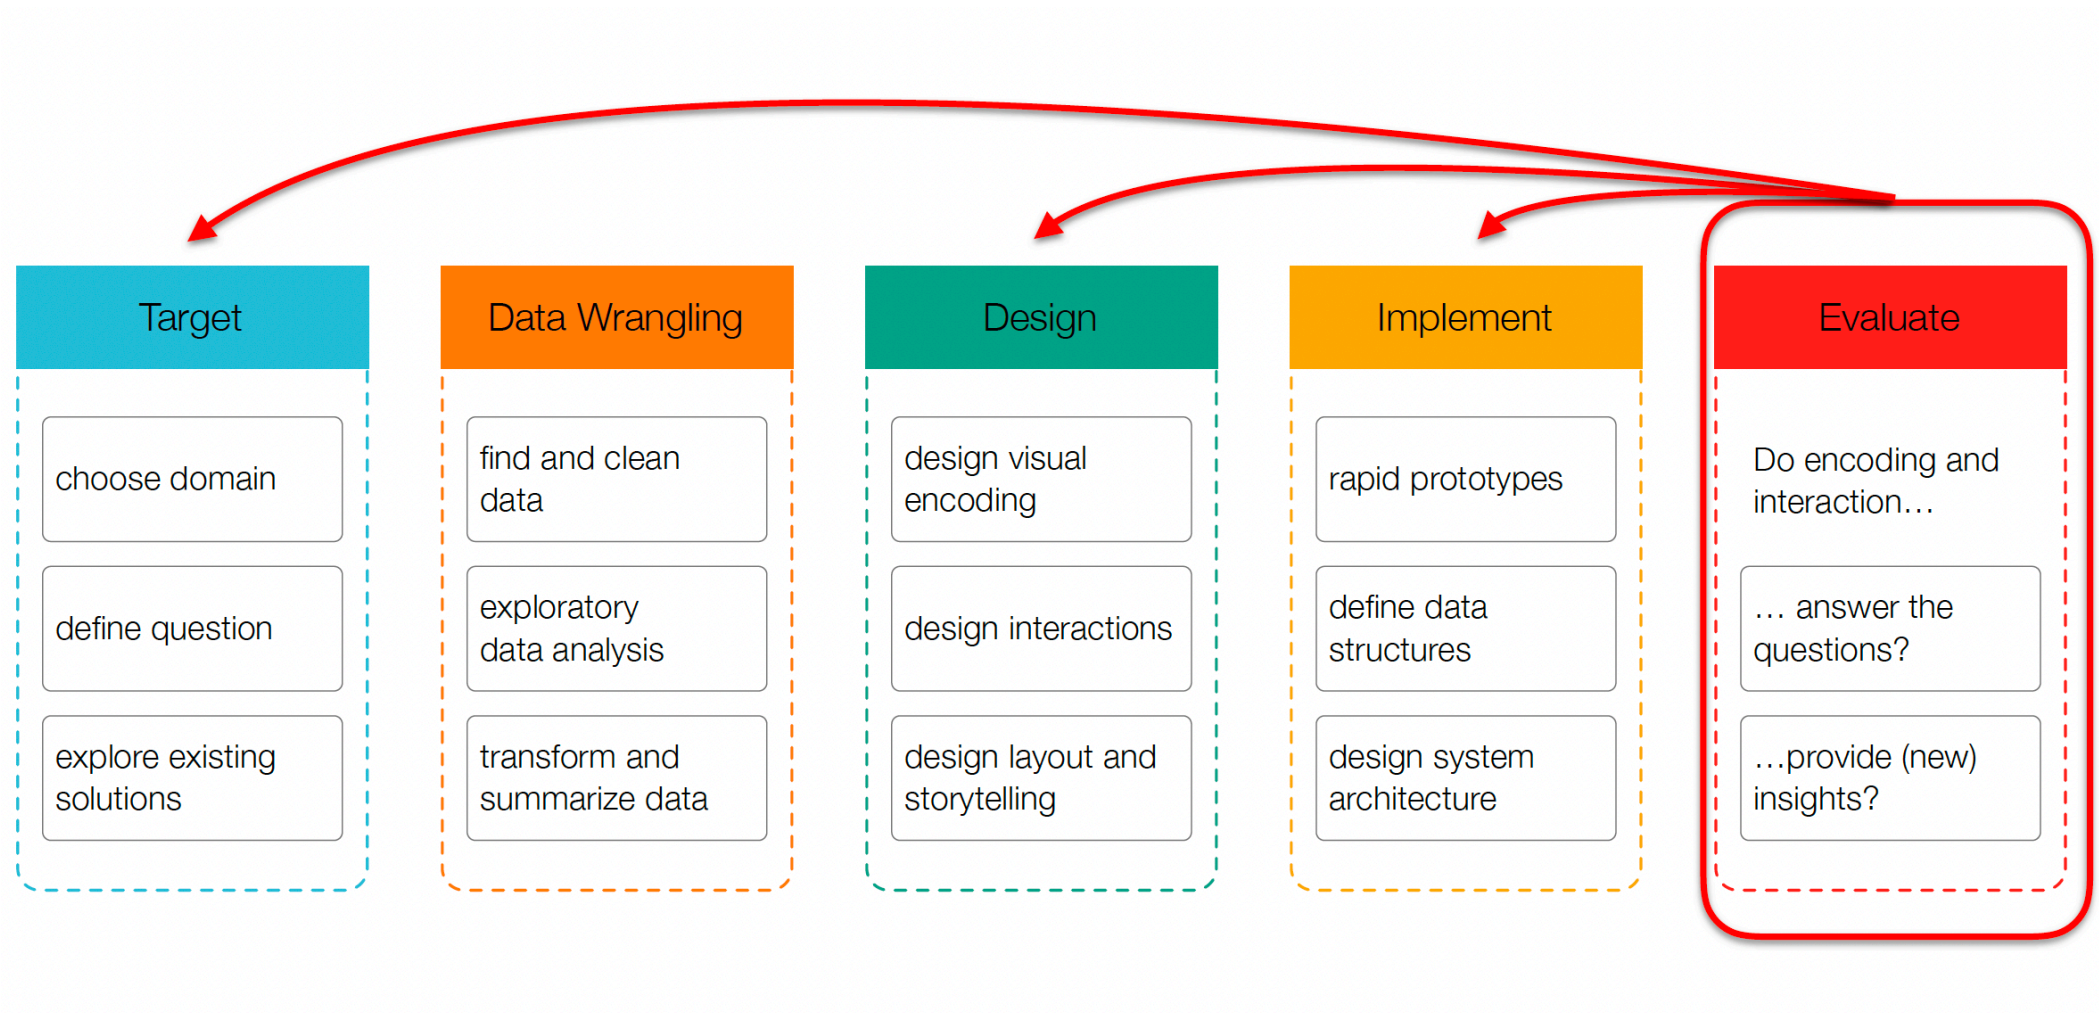 Target
choose domain
define question
explore existing
solutions
Data Wrangling
find and clean
data
exploratory
data analysis
transform and
summarize data
Design
design visual
encoding
design interactions
design layout and
storytelling
Implement
rapid prototypes
define data
structures
design system
architecture
Evaluate
Do encoding and
interaction…
… answer the
questions?
…provide (new)
insights?